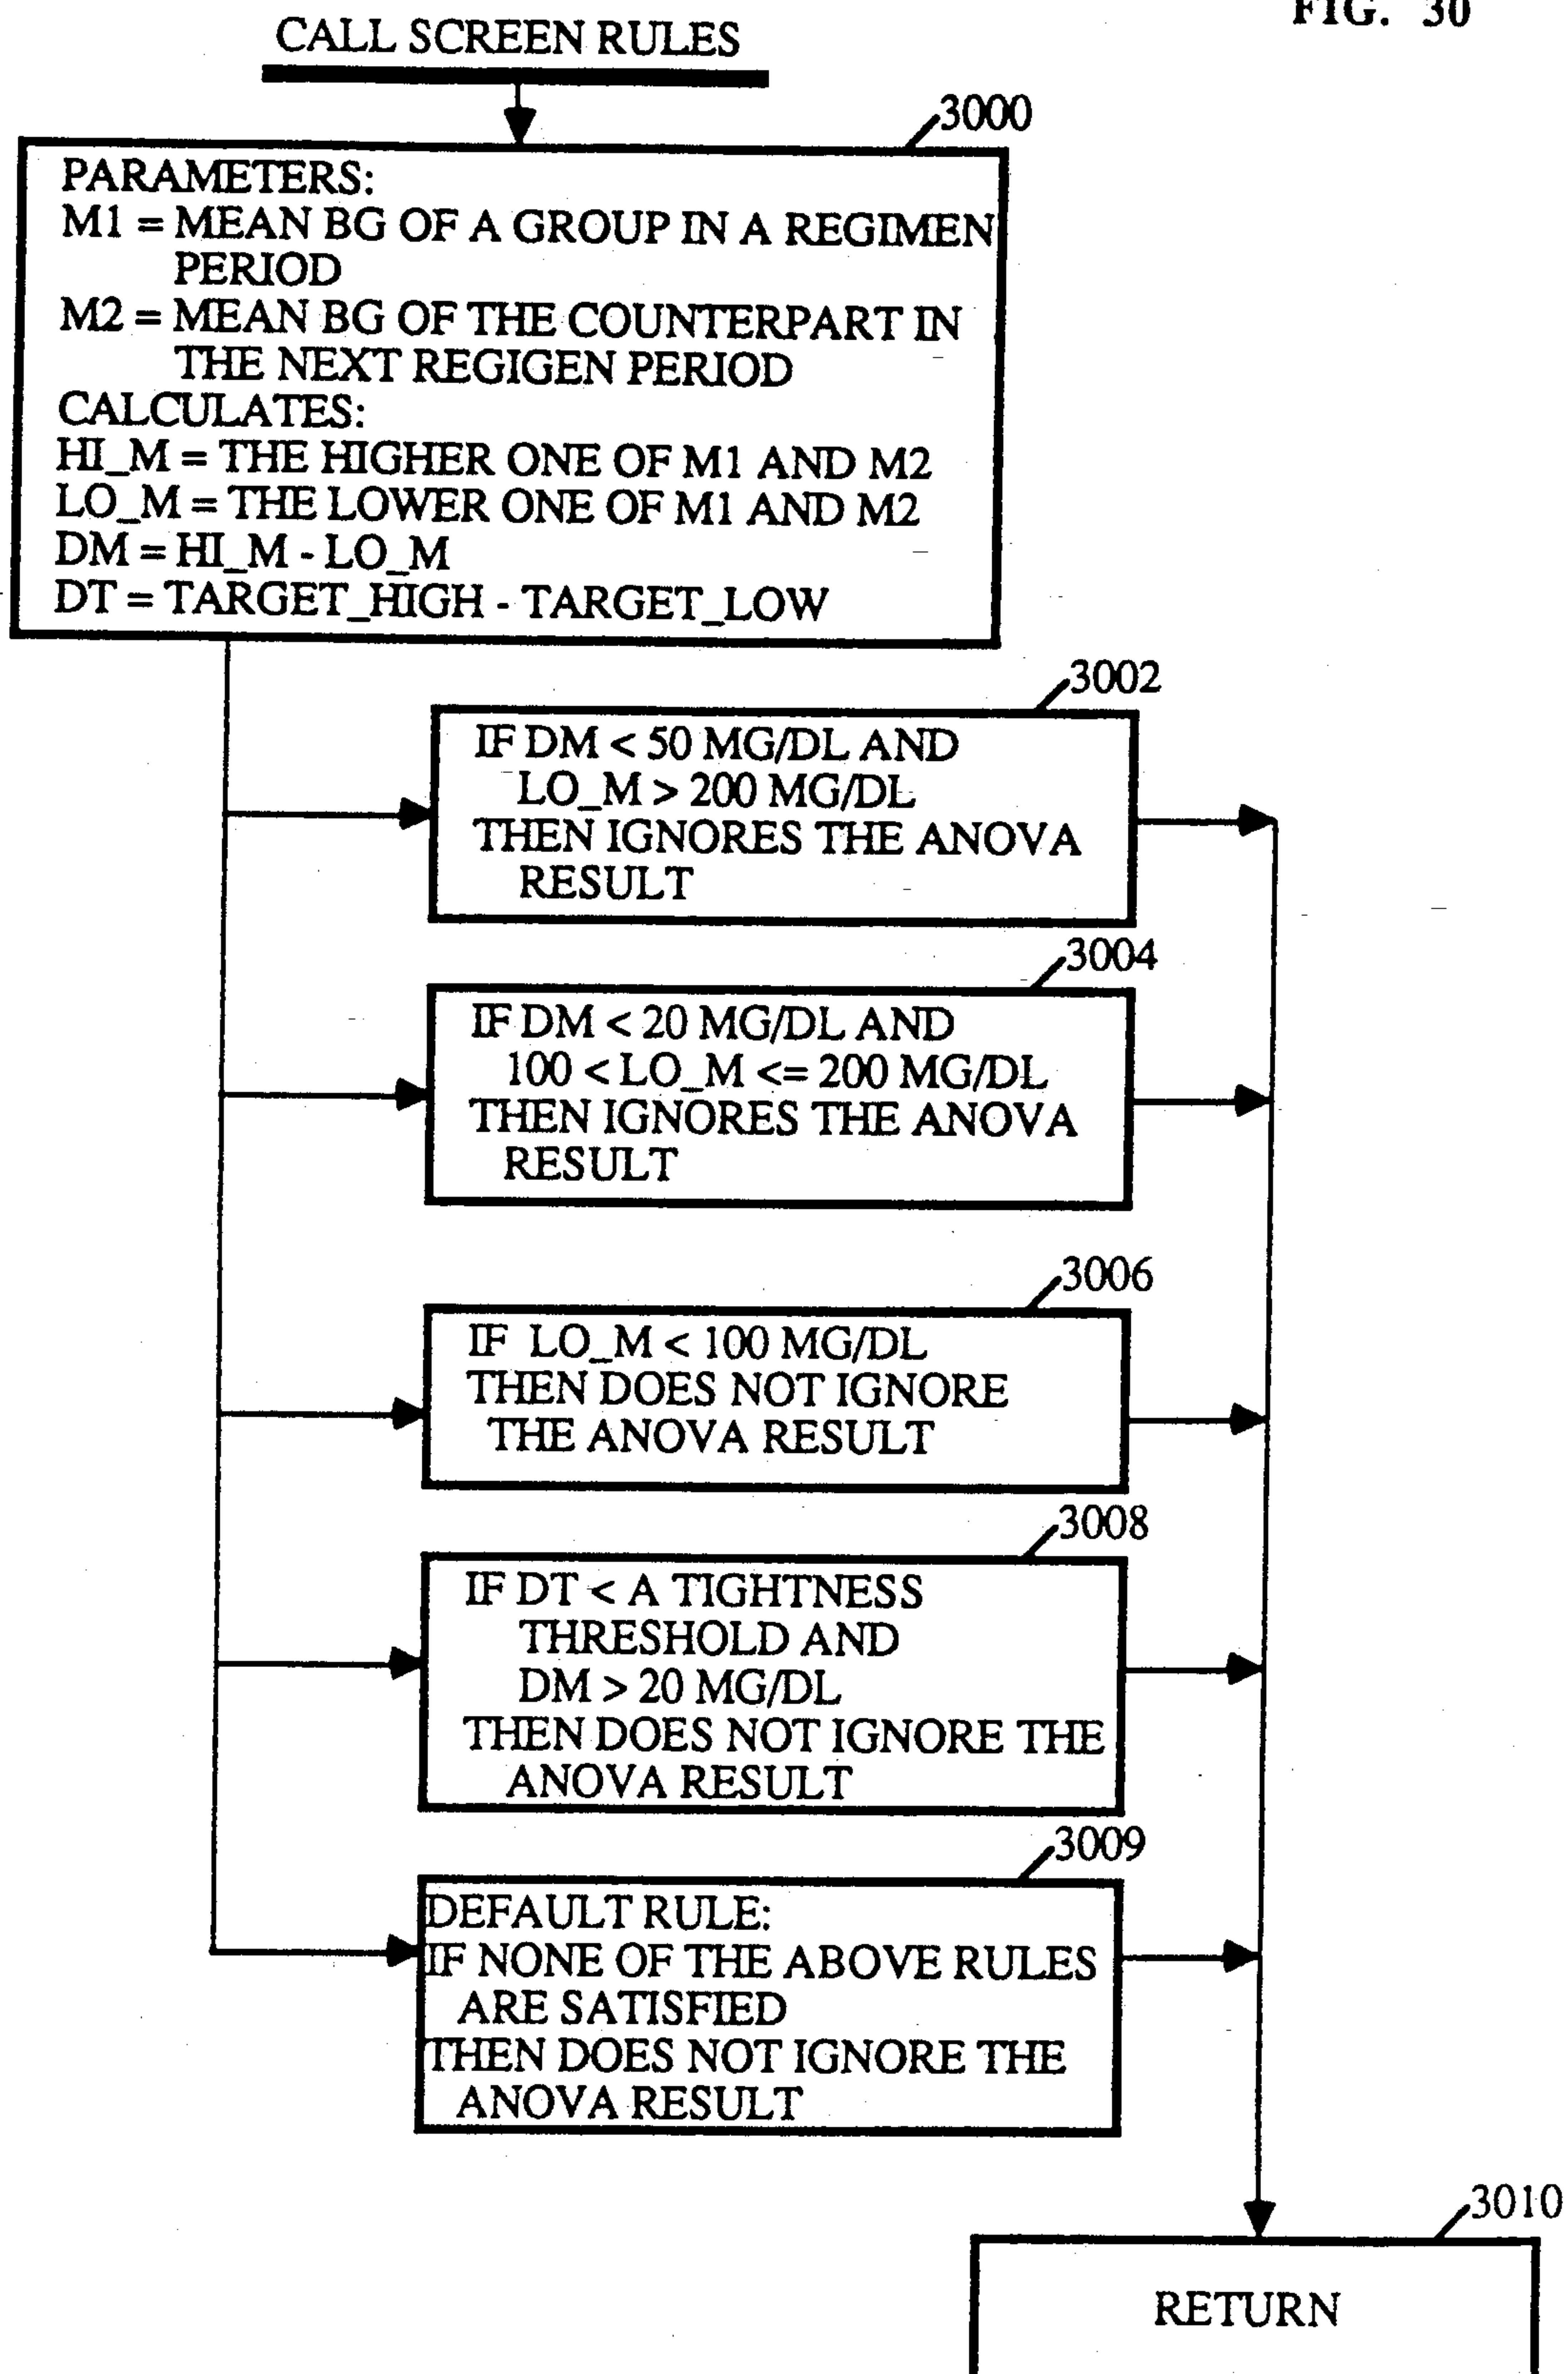 FIG. 30
CALL SCREEN RULES
3000
PARAMETERS:
M1 = MEAN BG OF A GROUP IN A REGIMEN
PERIOD
M2 = MEAN BG OF THE COUNTERPART IN
THE NEXT REGIGEN PERIOD
CALCULATES:
HI_M = THE HIGHER ONE OF M1 AND M2
LO_M = THE LOWER ONE OF M1 AND M2
DM = HI_M - LO_M
DT = TARGET_HIGH - TARGET_LOW
3002
IF DM < 50 MG/DL AND
LO_M > 200 MG/DL
THEN IGNORES THE ANOVA
RESULT
3004
IF DM < 20 MG/DL AND
100 < LO_M <= 200 MG/DL
THEN IGNORES THE ANOVA
RESULT
3006
IF LO_M < 100 MG/DL
THEN DOES NOT IGNORE
THE ANOVA RESULT
3008
IF DT < A TIGHTNESS
THRESHOLD AND
DM > 20 MG/DL
THEN DOES NOT IGNORE THE
ANOVA RESULT
3009
DEFAULT RULE:
IF NONE OF THE ABOVE RULES
ARE SATISFIED
THEN DOES NOT IGNORE THE
ANOVA RESULT
3010
RETURN